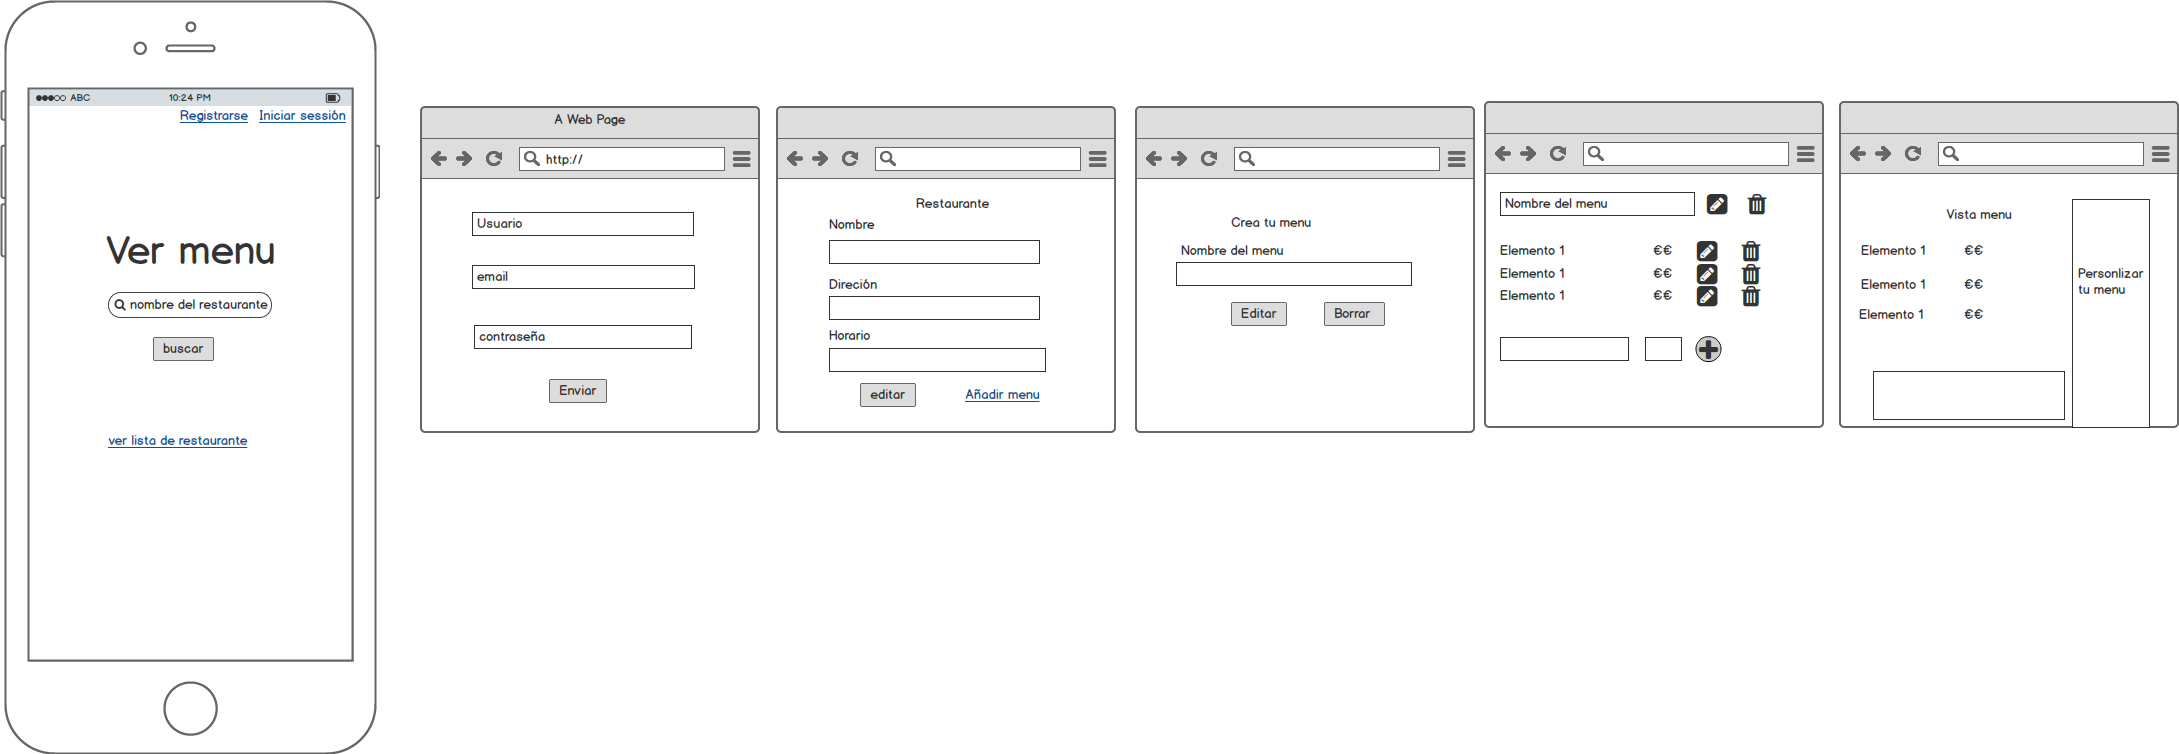 ABC 10:24 PM
Registrarse Iniciar sessión
Ver menu
nombre del restaurante
buscar
ver lista de restaurante
A Web Page
http://
Usuario
email
contraseña
Enviar
Restaurante
Nombre
Direción
Horario
editar Añadir menu
Crea tu menu
Nombre del menu
Editar Borrar
Nombre del menu
Elemento 1 €€
Elemento 1 €€
Elemento 1 €€
Vista menu
Elemento 1 €€
Elemento 1 €€
Elemento 1 €€
Personlizar
tu menu